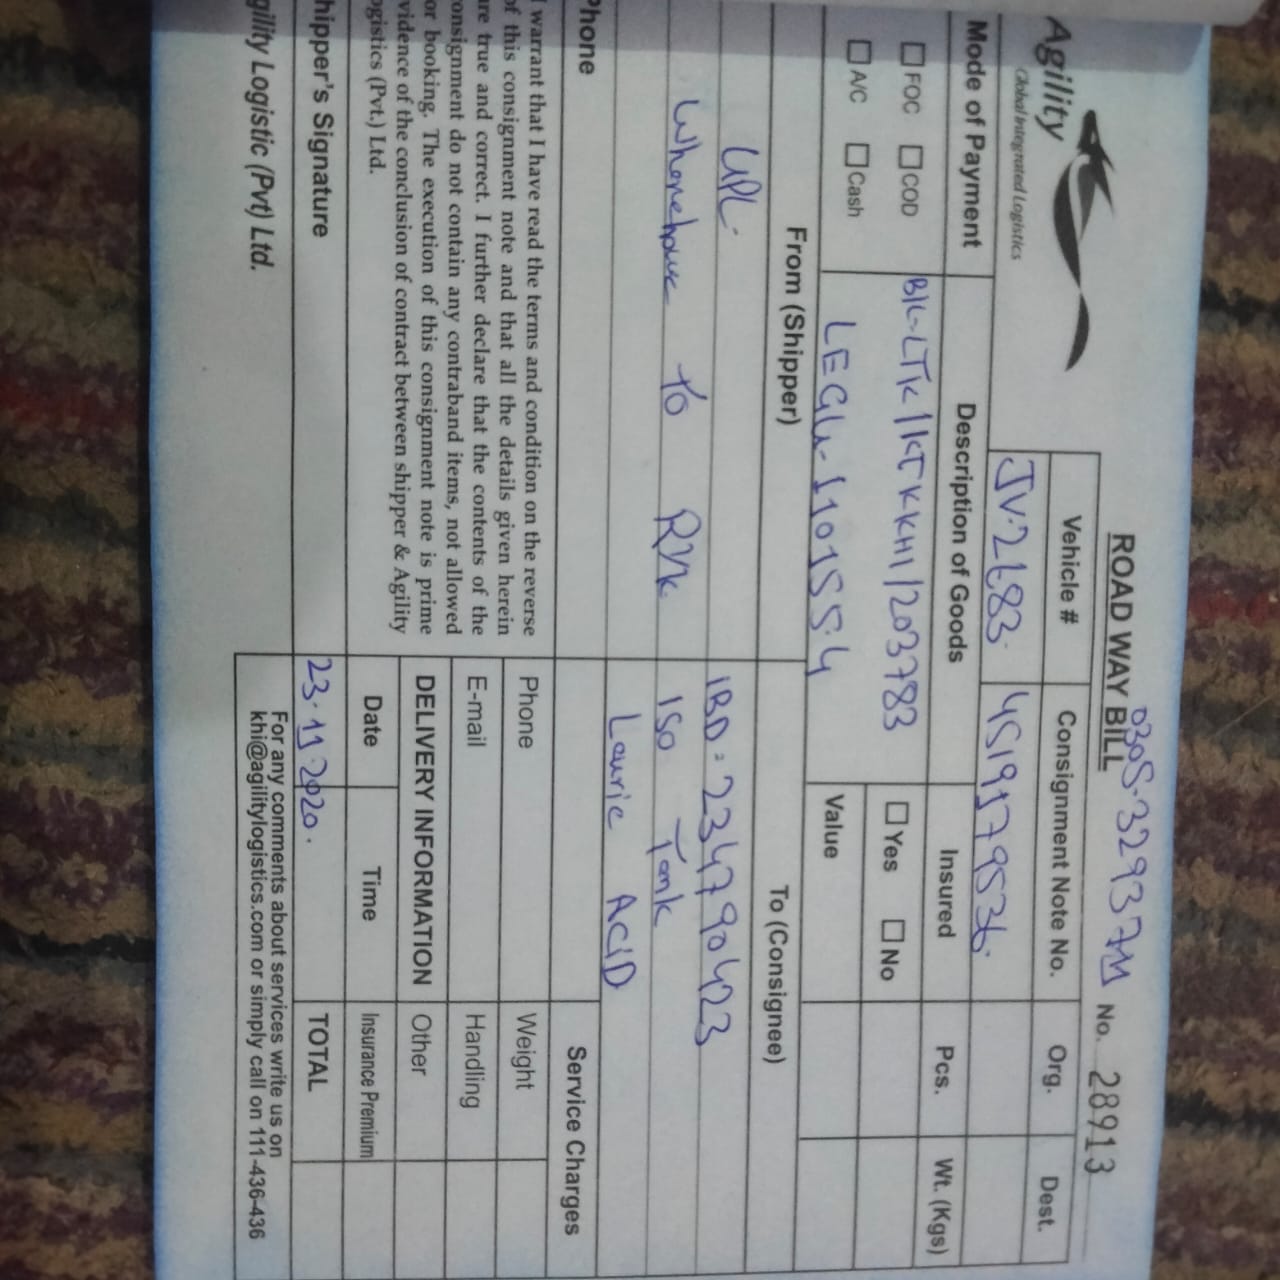 0305-3293711
ROAD WAY BILL
No. 28913
Agility
Global Integrated Logistics
Vehicle #
Consignment Note No.
Org.
Dest.
JV-2683
4519179536
Mode of Payment
Description of Goods
Insured
Pcs.
Wt. (Kgs)
FOC
COD
BK-LTK/KTKKHI/203783
Yes
No
A/C
Cash
LEGU-110155.4
Value
From (Shipper)
To (Consignee)
UPL
IBD: 234790423
to RYK
ISO Tank
Lauric ACiD
Phone
Service Charges
I warrant that I have read the terms and condition on the reverse
of this consignment note and that all the details given herein
are true and correct. I further declare that the contents of the
consignment do not contain any contraband items, not allowed
for booking. The execution of this consignment note is prime
evidence of the conclusion of contract between shipper & Agility
Logistics (Pvt.) Ltd.
Phone
Weight
E-mail
Handling
DELIVERY INFORMATION
Other
Date
Time
Insurance Premium
Shipper's Signature
23.11.2020.
TOTAL
Agility Logistic (Pvt) Ltd.
For any comments about services write us on
khi@agilitylogistics.com or simply call on 111-436-436